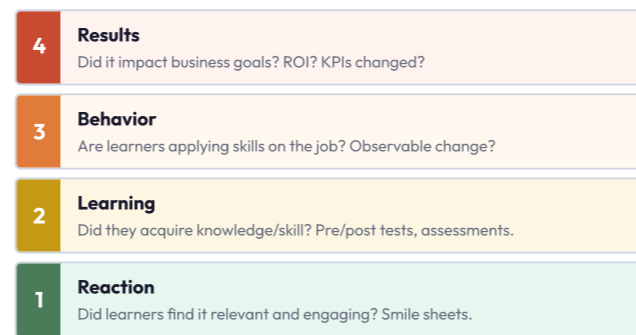 4
Results
Did it impact business goals? ROI? KPIs changed?
3
Behavior
Are learners applying skills on the job? Observable change?
2
Learning
Did they acquire knowledge/skill? Pre/post tests, assessments.
1
Reaction
Did learners find it relevant and engaging? Smile sheets.